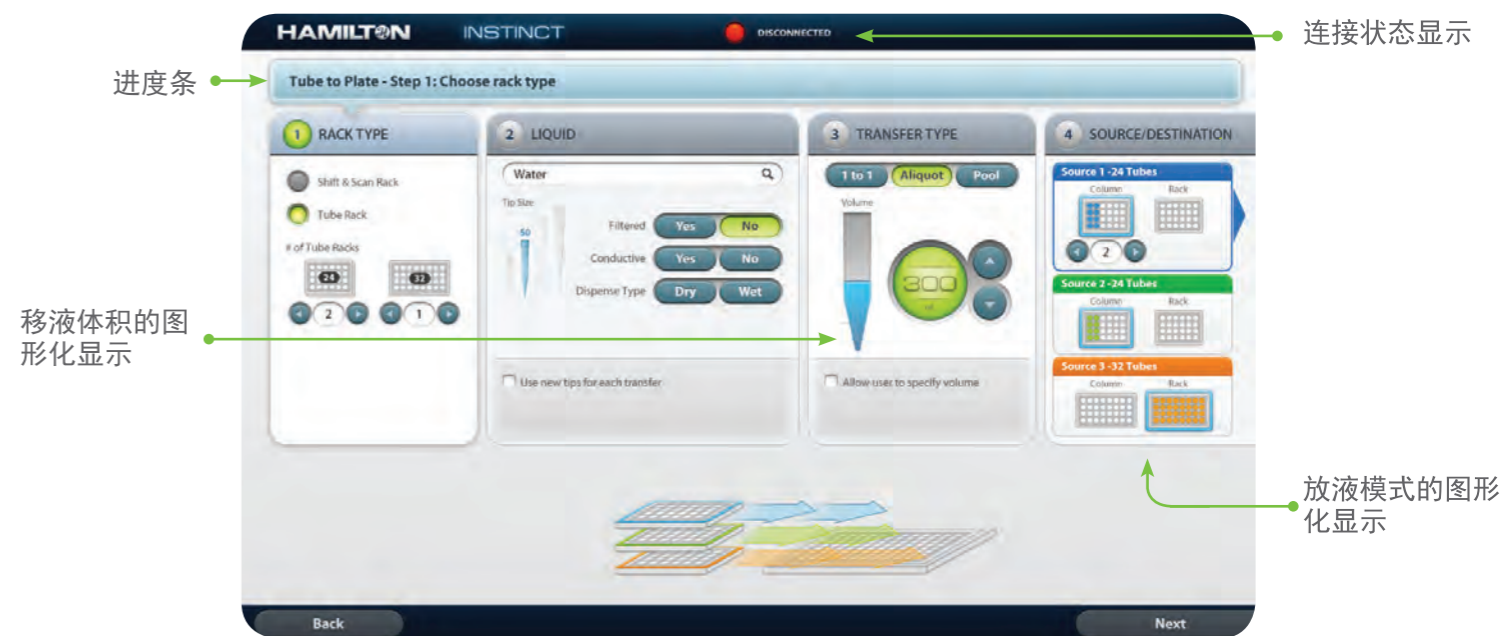 HAMILTON INSTINCT DISCONNECTED
连接状态显示
进度条
Tube to Plate - Step 1: Choose rack type
1 RACK TYPE
Shift & Scan Rack
Tube Rack
# of Tube Racks
24 32
2 1
2 LIQUID
Water
Tip Size
50
Filtered Yes No
Conductive Yes No
Dispense Type Dry Wet
Use new tips for each transfer
3 TRANSFER TYPE
1 to 1 Aliquot Pool
Volume
300
Allow user to specify volume
4 SOURCE/DESTINATION
Source 1 -24 Tubes
Column Rack
2
Source 2 -24 Tubes
Column Rack
Source 3 -32 Tubes
Column Rack
移液体积的图
形化显示
放液模式的图形
化显示
Back Next